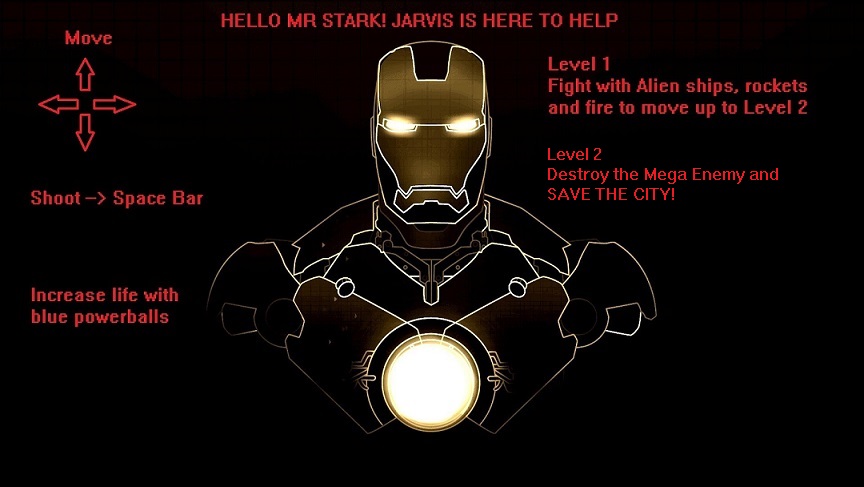 HELLO MR STARK! JARVIS IS HERE TO HELP
Move
Shoot –> Space Bar
Increase life with
blue powerballs
Level 1
Fight with Alien ships, rockets
and fire to move up to Level 2
Level 2
Destroy the Mega Enemy and
SAVE THE CITY!